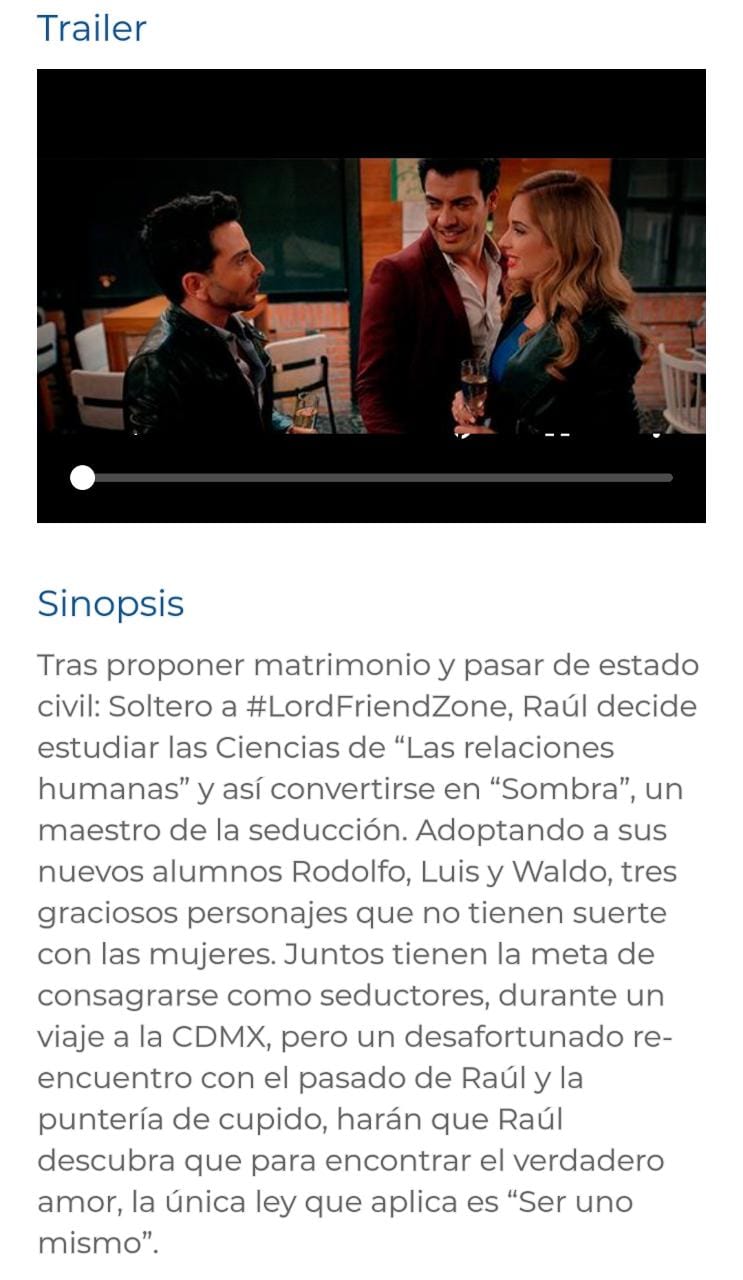 Trailer
Sinopsis
Tras proponer matrimonio y pasar de estado
civil: Soltero a #LordFriendZone, Raúl decide
estudiar las Ciencias de “Las relaciones
humanas” y así convertirse en “Sombra”, un
maestro de la seducción. Adoptando a sus
nuevos alumnos Rodolfo, Luis y Waldo, tres
graciosos personajes que no tienen suerte
con las mujeres. Juntos tienen la meta de
consagrarse como seductores, durante un
viaje a la CDMX, pero un desafortunado re-
encuentro con el pasado de Raúl y la
puntería de cupido, harán que Raúl
descubra que para encontrar el verdadero
amor, la única ley que aplica es “Ser uno
mismo”.